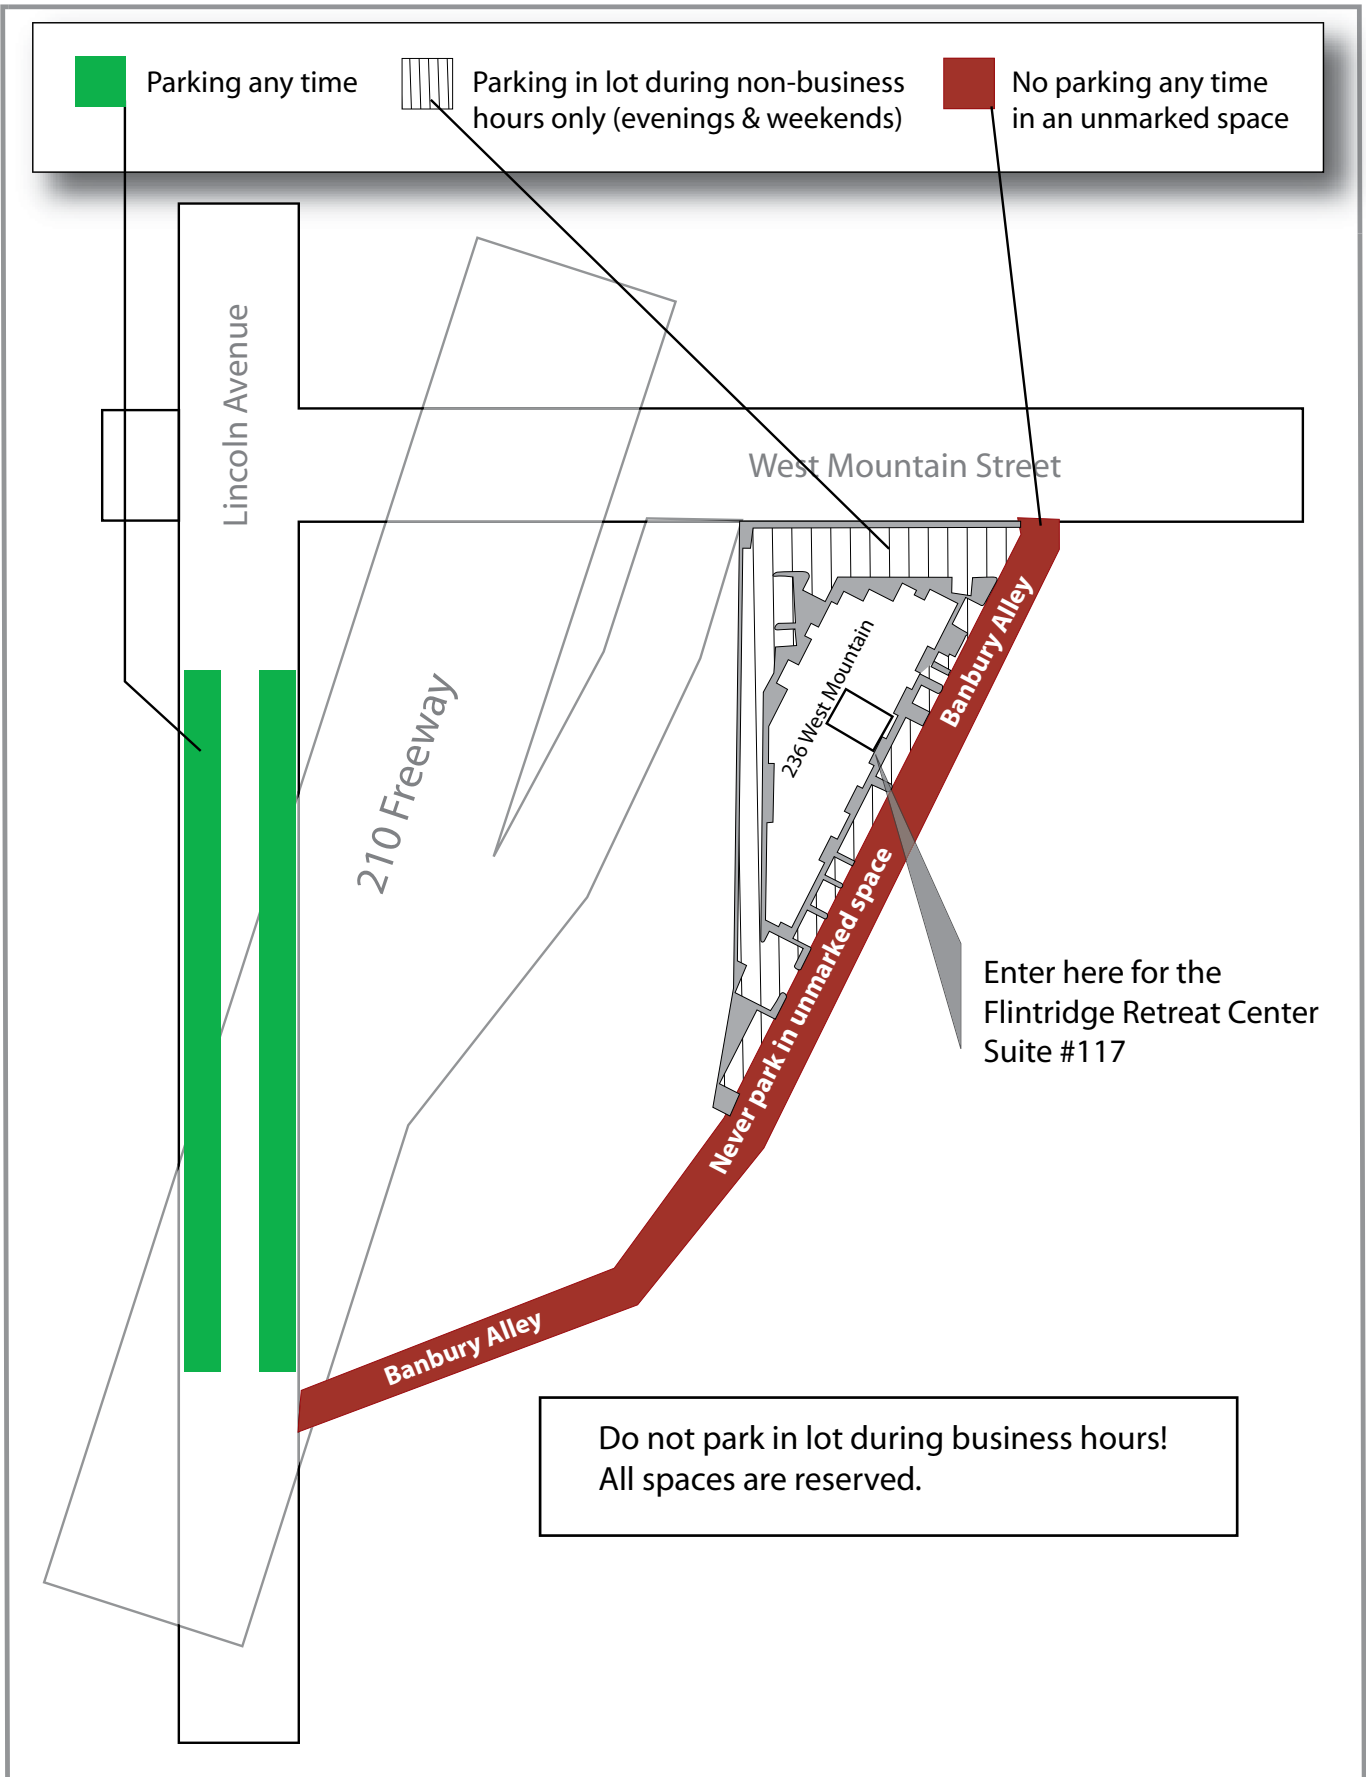 Parking any time
Parking in lot during non-business
hours only (evenings & weekends)
No parking any time
in an unmarked space
Lincoln Avenue
West Mountain Street
210 Freeway
236 West Mountain
Banbury Alley
Never park in unmarked space
Enter here for the
Flintridge Retreat Center
Suite #117
Banbury Alley
Do not park in lot during business hours!
All spaces are reserved.